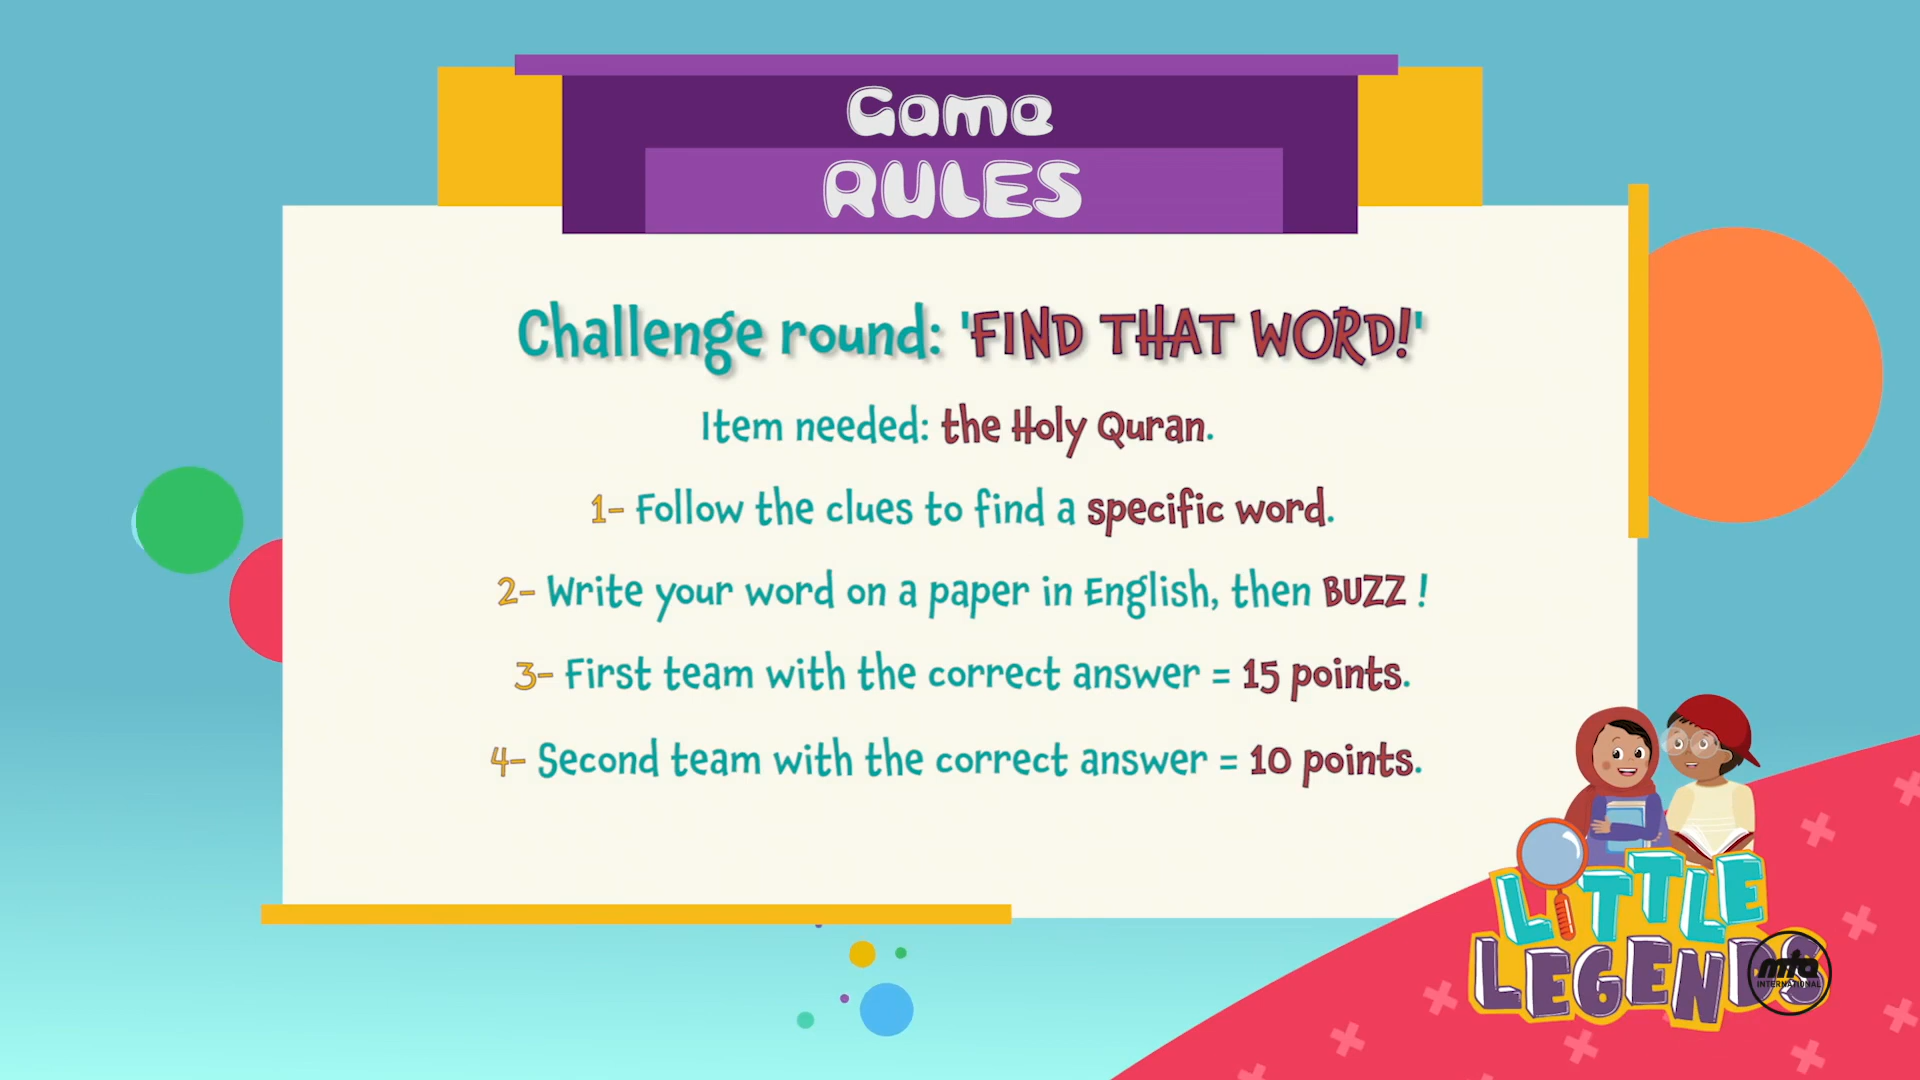 Game
RULES
Challenge round: 'FIND THAT WORD!'
Item needed: the Holy Quran.
1- Follow the clues to find a specific word.
2- Write your word on a paper in English, then BUZZ !
3- First team with the correct answer = 15 points.
4- Second team with the correct answer = 10 points.
LITTLE
LEGENDS
mta
INTERNATIONAL